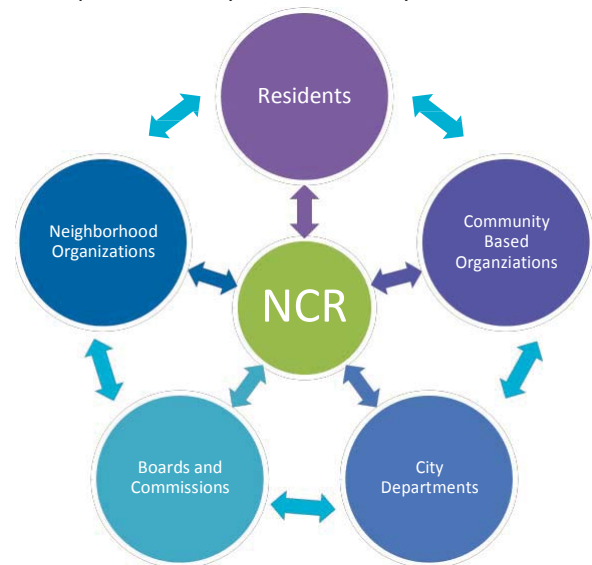 Residents
Neighborhood
Organizations
Community
Based
Organziations
NCR
Boards and
Commissions
City
Departments